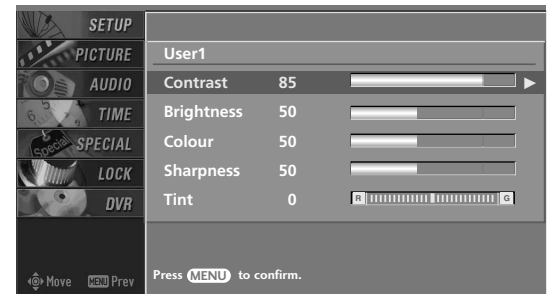 SETUP
PICTURE
AUDIO
TIME
SPECIAL
LOCK
DVR
Move MENU Prev
User1
Contrast 85
Brightness 50
Colour 50
Sharpness 50
Tint 0 R G
Press MENU to confirm.